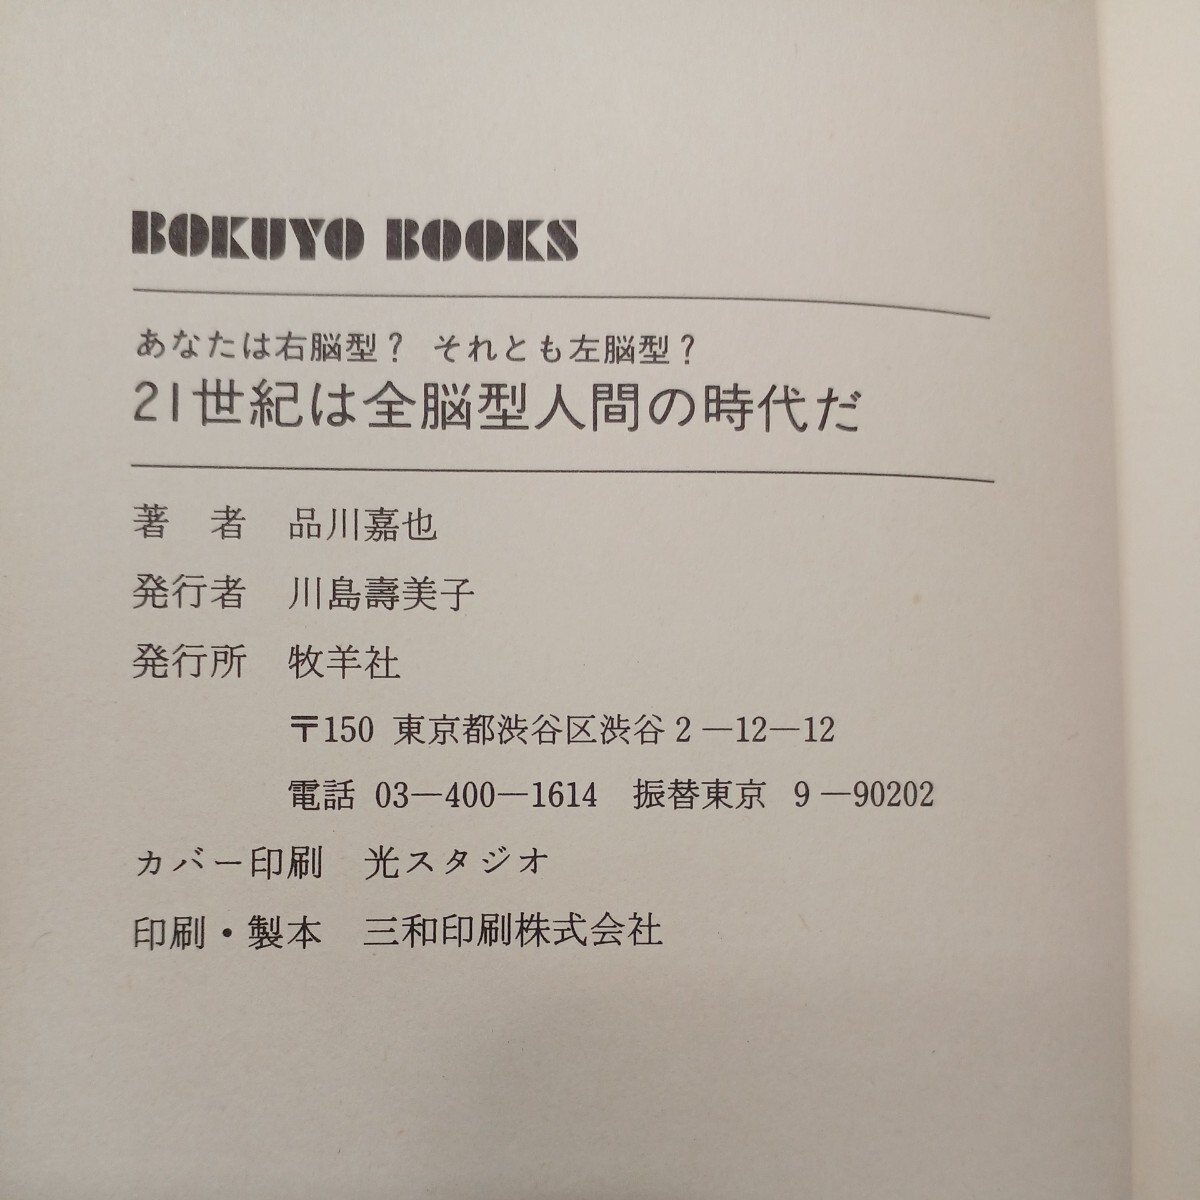 BOKUYO BOOKS
あなたは右脳型? それとも左脳型?
21世紀は全脳型人間の時代だ
著　者　品川嘉也
発行者　川島壽美子
発行所　牧羊社
〒150 東京都渋谷区渋谷2－12－12
電話 03－400－1614　振替東京 9－90202
カバー印刷　光スタジオ
印刷・製本　三和印刷株式会社